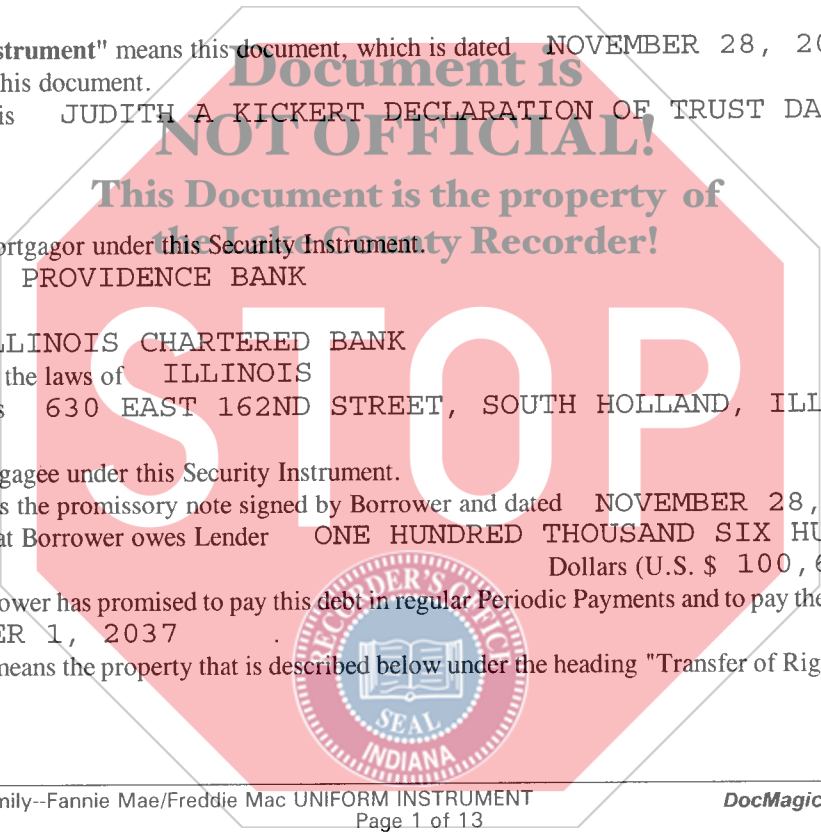 strument" means this document, which is dated NOVEMBER 28, 20
Document is
his document.
is JUDITH A KICKERT DECLARATION OF TRUST DA
NOT OFFICIAL!
This Document is the property of
ortgagor under this Security Instrument.
the Lake County Recorder!
PROVIDENCE BANK
LLINOIS CHARTERED BANK
the laws of ILLINOIS
s 630 EAST 162ND STREET, SOUTH HOLLAND, ILL
STOP
gagee under this Security Instrument.
s the promissory note signed by Borrower and dated NOVEMBER 28,
at Borrower owes Lender ONE HUNDRED THOUSAND SIX HU
Dollars (U.S. $ 100,6
ower has promised to pay this debt in regular Periodic Payments and to pay the
ER 1, 2037 .
means the property that is described below under the heading "Transfer of Rig
RECORDER'S OFFICE
SEAL
INDIANA
mily--Fannie Mae/Freddie Mac UNIFORM INSTRUMENT
DocMagic
Page 1 of 13